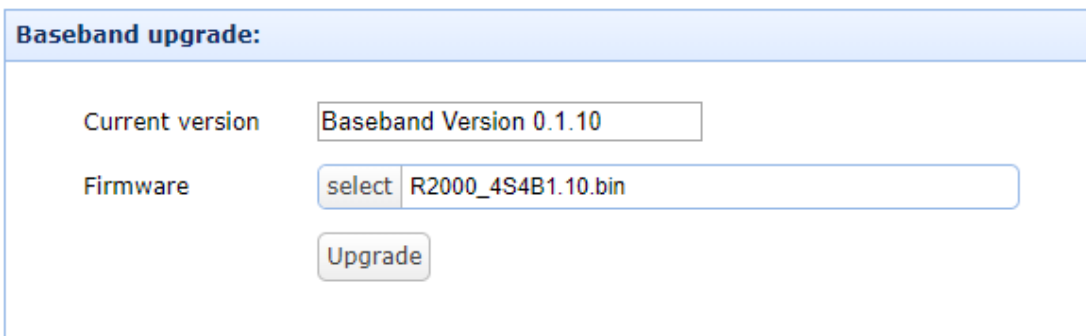 Baseband upgrade:
Current version Baseband Version 0.1.10
Firmware select R2000_4S4B1.10.bin
Upgrade